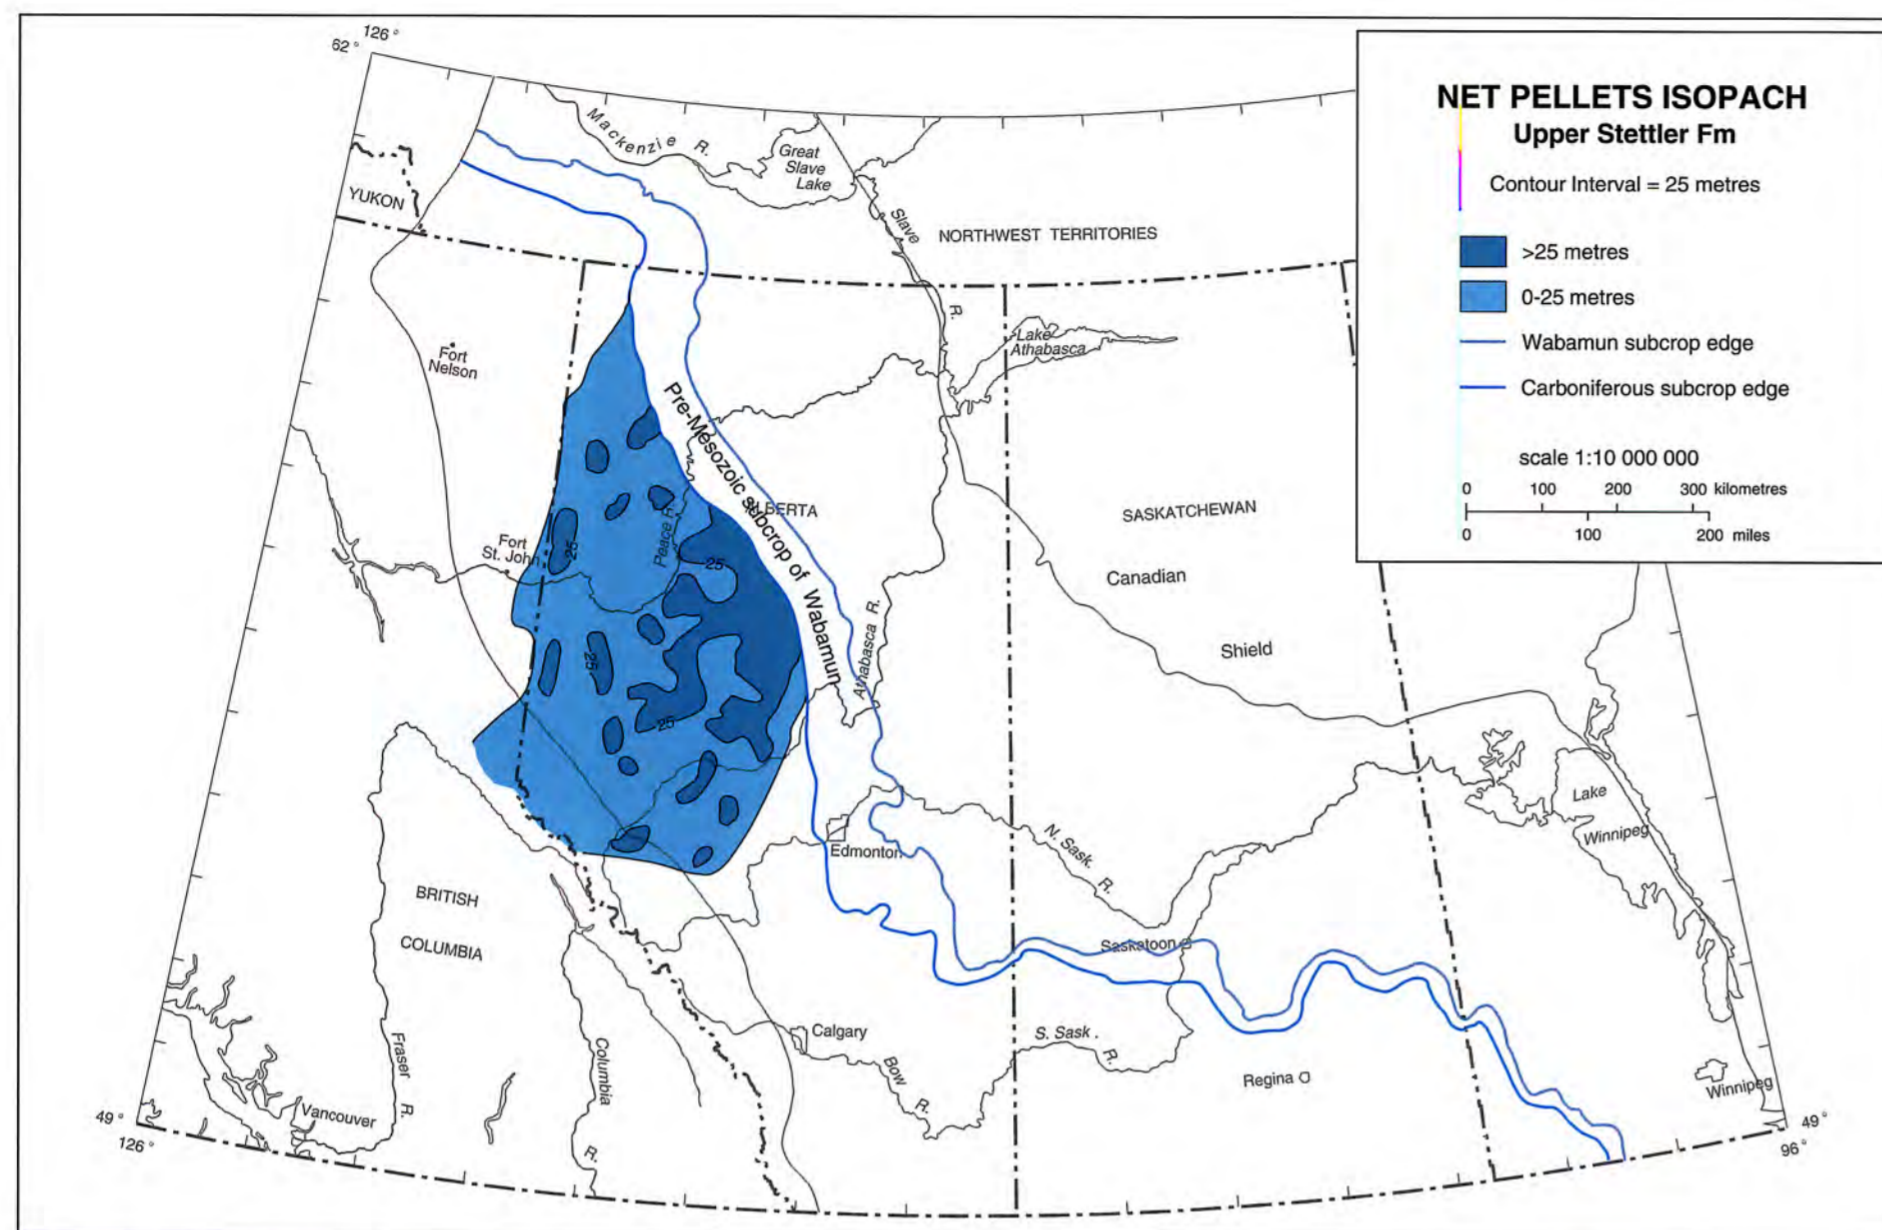 126°
62°
Mackenzie R.
Great
Slave
Lake
YUKON
Slave
R.
NORTHWEST TERRITORIES
Fort
Nelson
Lake
Athabasca
Pre-Mesozoic subcrop of Wabamun
ALBERTA
Peace R.
SASKATCHEWAN
Fort
St. John
25
25
Canadian
Athabasca R.
Shield
25
25
N. Sask. R.
Edmonton
Lake
Winnipeg
BRITISH
COLUMBIA
Saskatoon
Calgary
S. Sask. R.
Fraser R.
Columbia
R.
Bow
R.
Regina
Winnipeg
Vancouver
49°
126°
49°
96°
NET PELLETS ISOPACH
Upper Stettler Fm
Contour Interval = 25 metres
>25 metres
0-25 metres
Wabamun subcrop edge
Carboniferous subcrop edge
scale 1:10 000 000
0 100 200 300 kilometres
0 100 200 miles